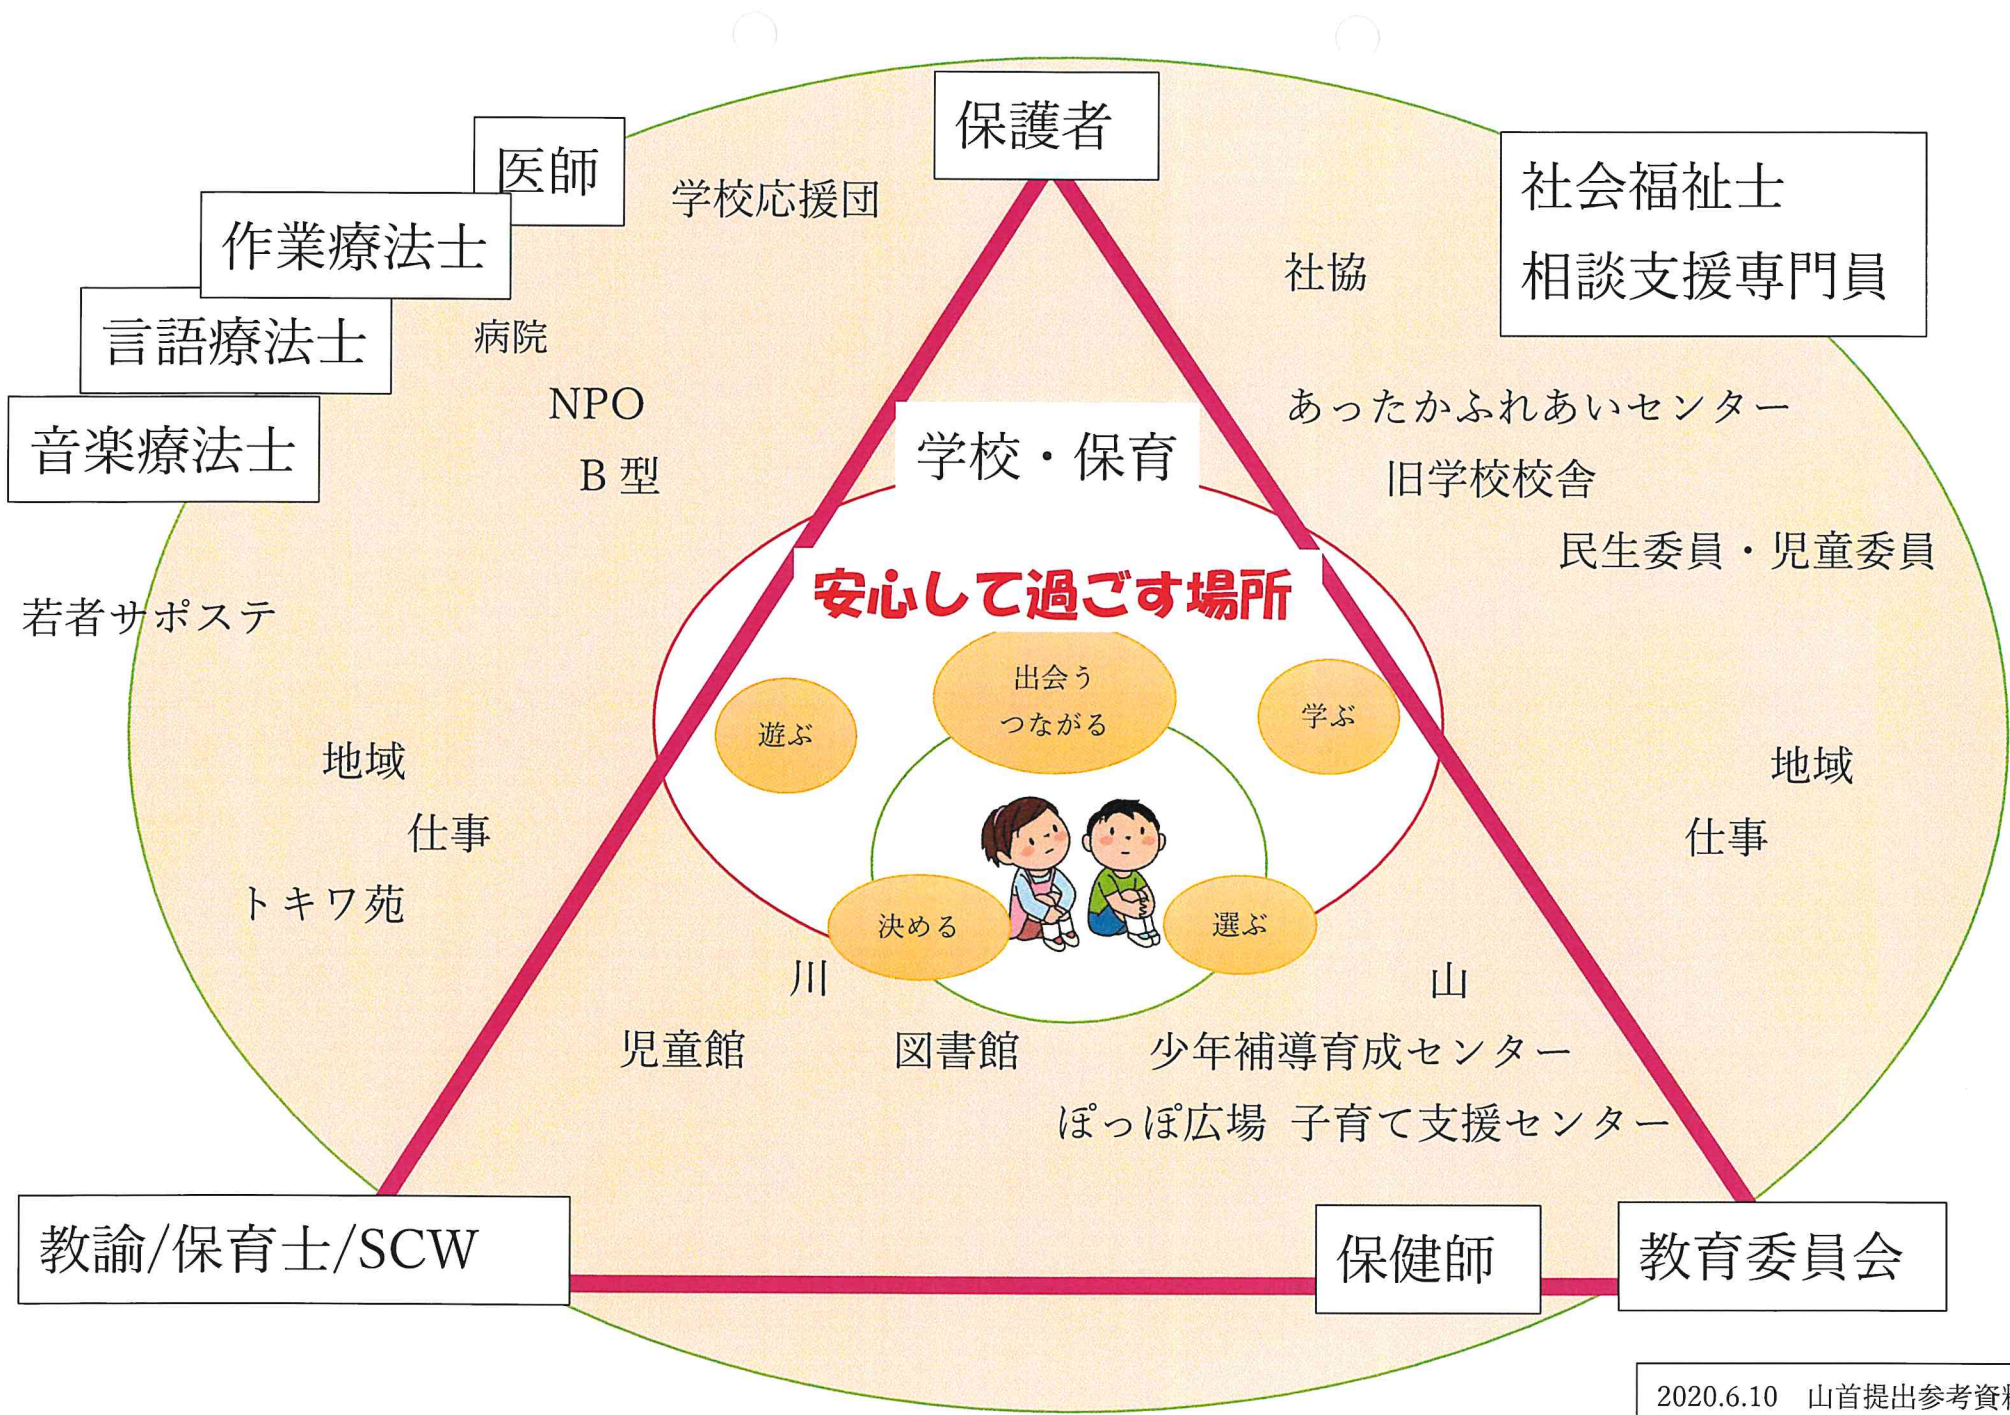 保護者
医師
学校応援団
社会福祉士
相談支援専門員
作業療法士
社協
言語療法士
病院
NPO
あったかふれあいセンター
音楽療法士
B 型
学校・保育
旧学校校舎
民生委員・児童委員
安心して過ごす場所
若者サポステ
出会う
つながる
遊ぶ
学ぶ
地域
地域
仕事
仕事
トキワ苑
決める
選ぶ
川
山
児童館
図書館
少年補導育成センター
ぽっぽ広場 子育て支援センター
教諭/保育士/SCW
保健師
教育委員会
2020.6.10 山首提出参考資料